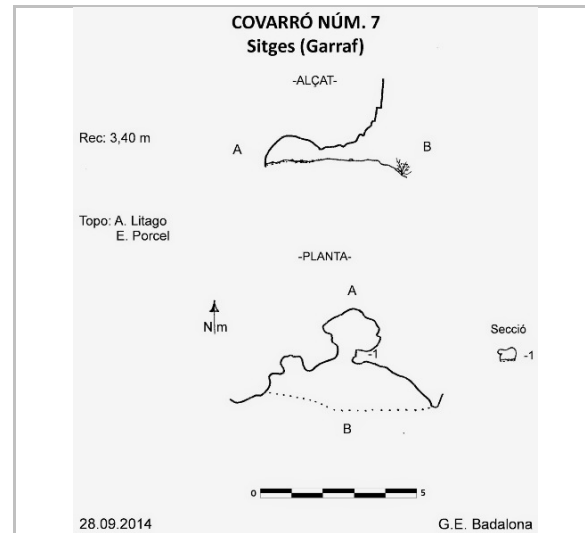 COVARRÓ NÚM. 7
Sitges (Garraf)
-ALÇAT-
Rec: 3,40 m
A
B
Topo: A. Litago
E. Porcel
-PLANTA-
A
N m
Secció
-1
-1
B
0
5
28.09.2014
G.E. Badalona